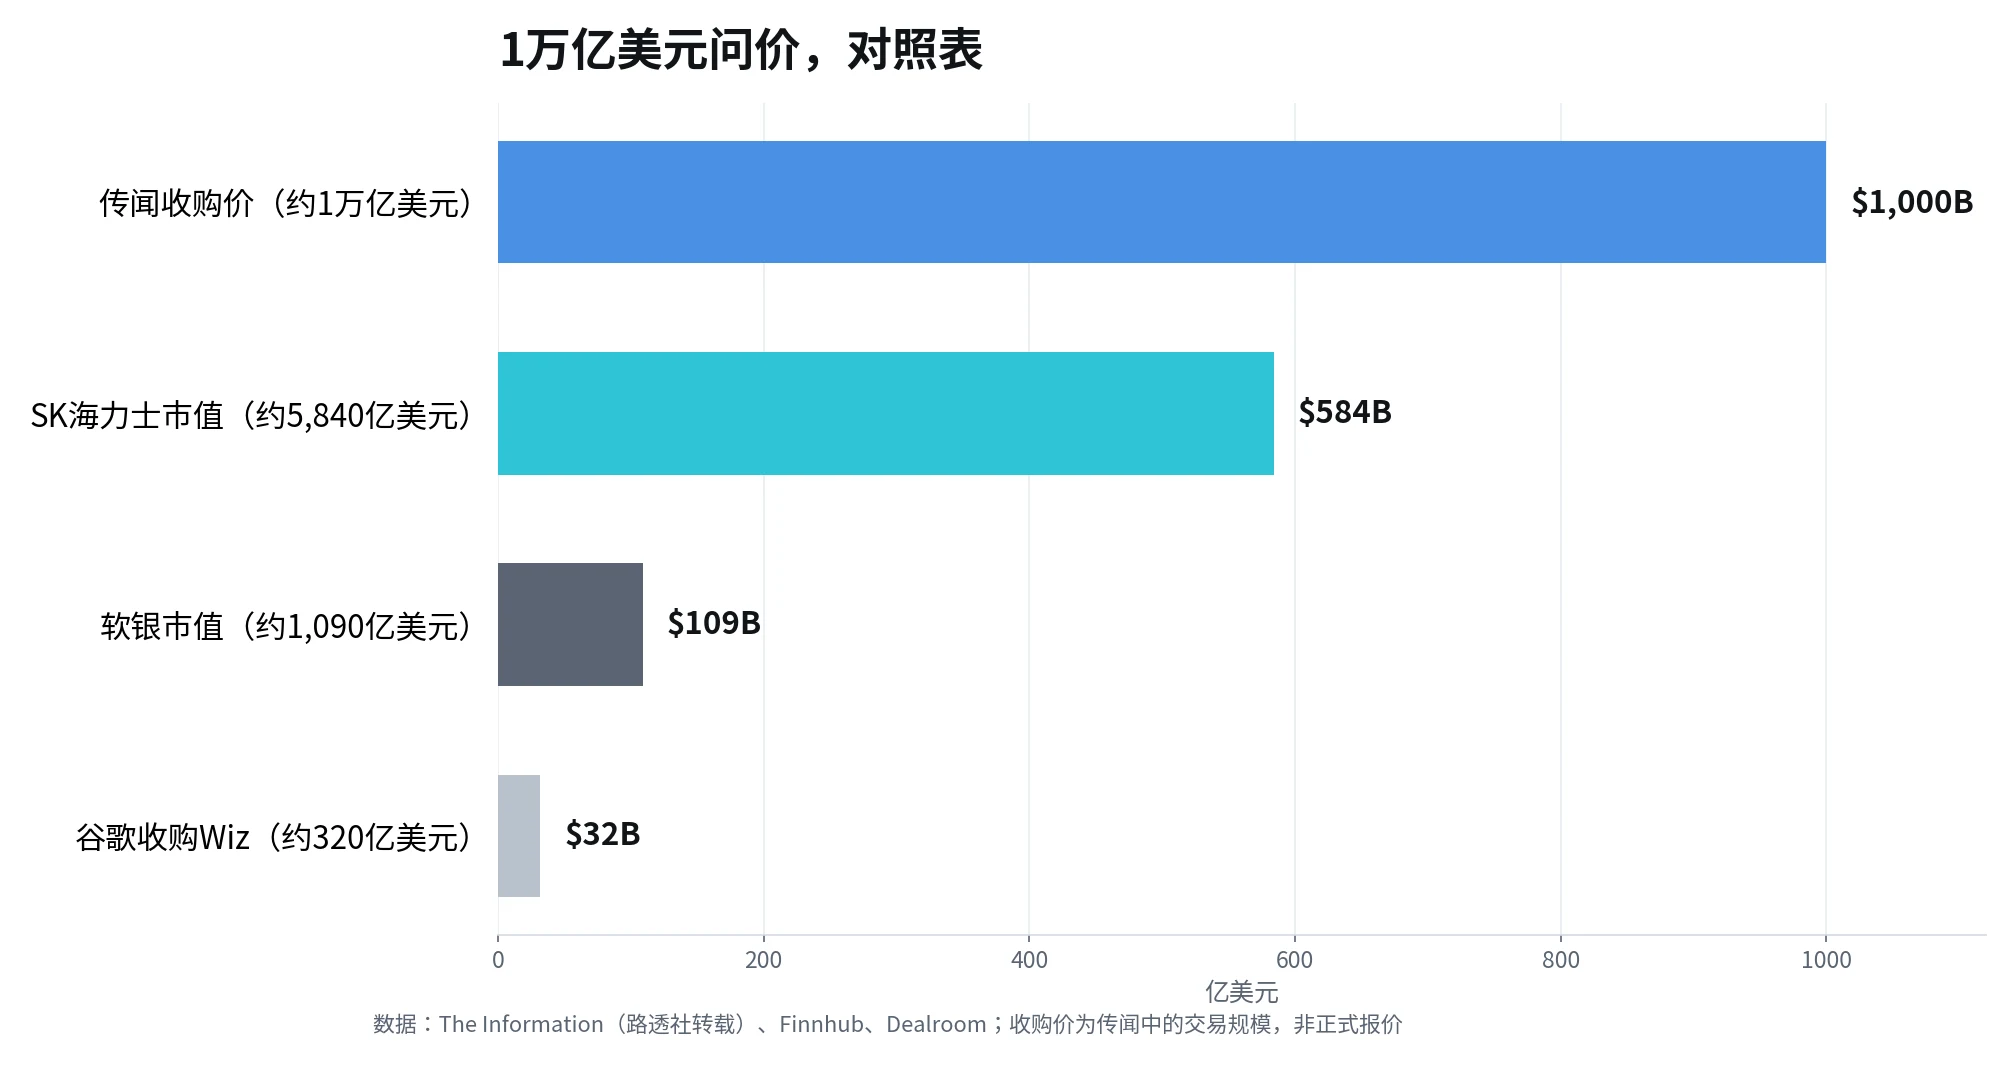 1万亿美元问价，对照表
传闻收购价（约1万亿美元）
$1,000B
SK海力士市值（约5,840亿美元）
$584B
软银市值（约1,090亿美元）
$109B
谷歌收购Wiz（约320亿美元）
$32B
0 200 400 600 800 1000
亿美元
数据：The Information（路透社转载）、Finnhub、Dealroom；收购价为传闻中的交易规模，非正式报价